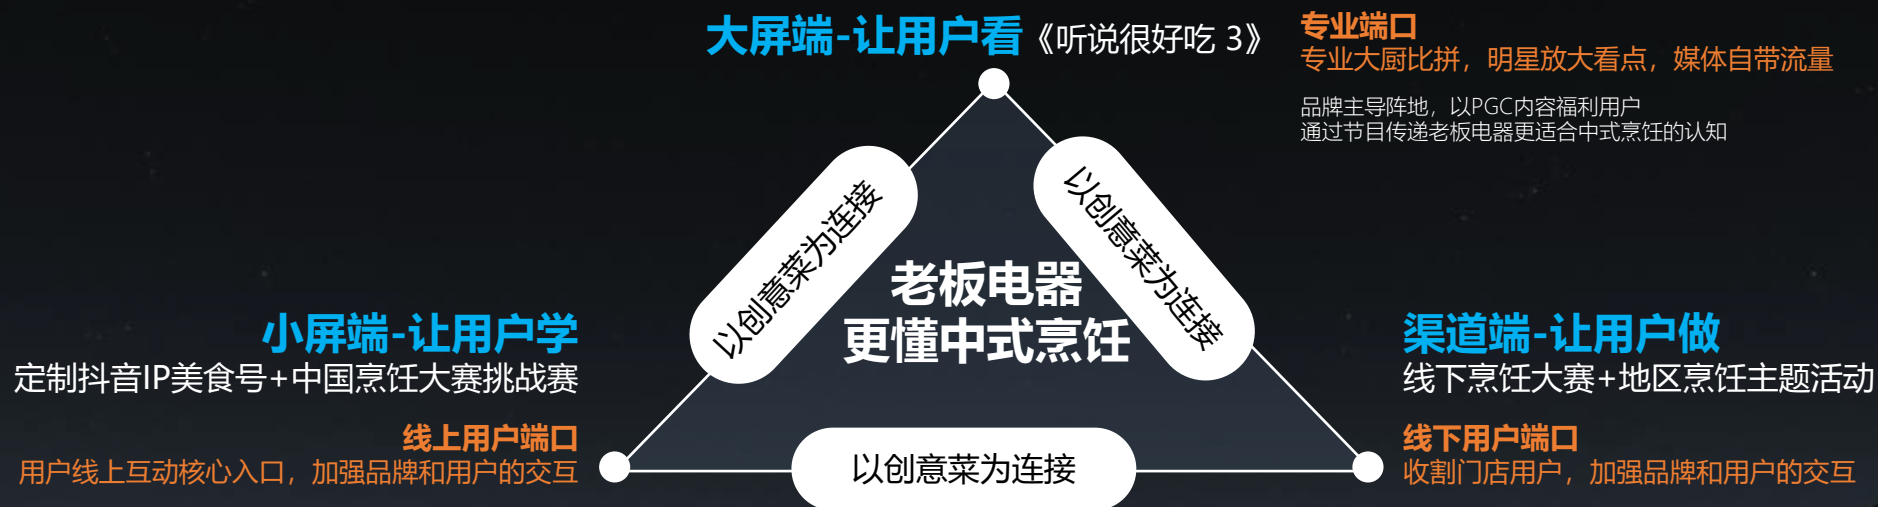 大屏端-让用户看《听说很好吃 3》
专业端口
专业大厨比拼，明星放大看点，媒体自带流量
品牌主导阵地，以PGC内容福利用户
通过节目传递老板电器更适合中式烹饪的认知
以创意菜为连接
以创意菜为连接
老板电器
更懂中式烹饪
小屏端-让用户学
定制抖音IP美食号+中国烹饪大赛挑战赛
线上用户端口
用户线上互动核心入口，加强品牌和用户的交互
以创意菜为连接
渠道端-让用户做
线下烹饪大赛+地区烹饪主题活动
线下用户端口
收割门店用户，加强品牌和用户的交互